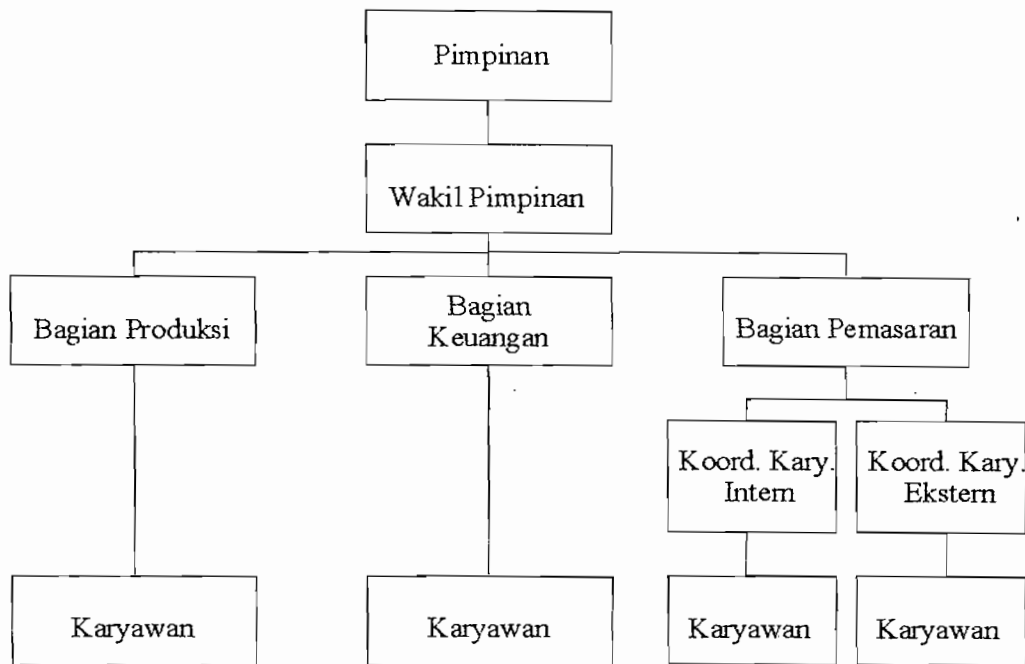 Pimpinan
Wakil Pimpinan
Bagian Produksi
Bagian
Keuangan
Bagian Pemasaran
Koord. Kary.
Intern
Koord. Kary.
Ekstern
Karyawan
Karyawan
Karyawan
Karyawan